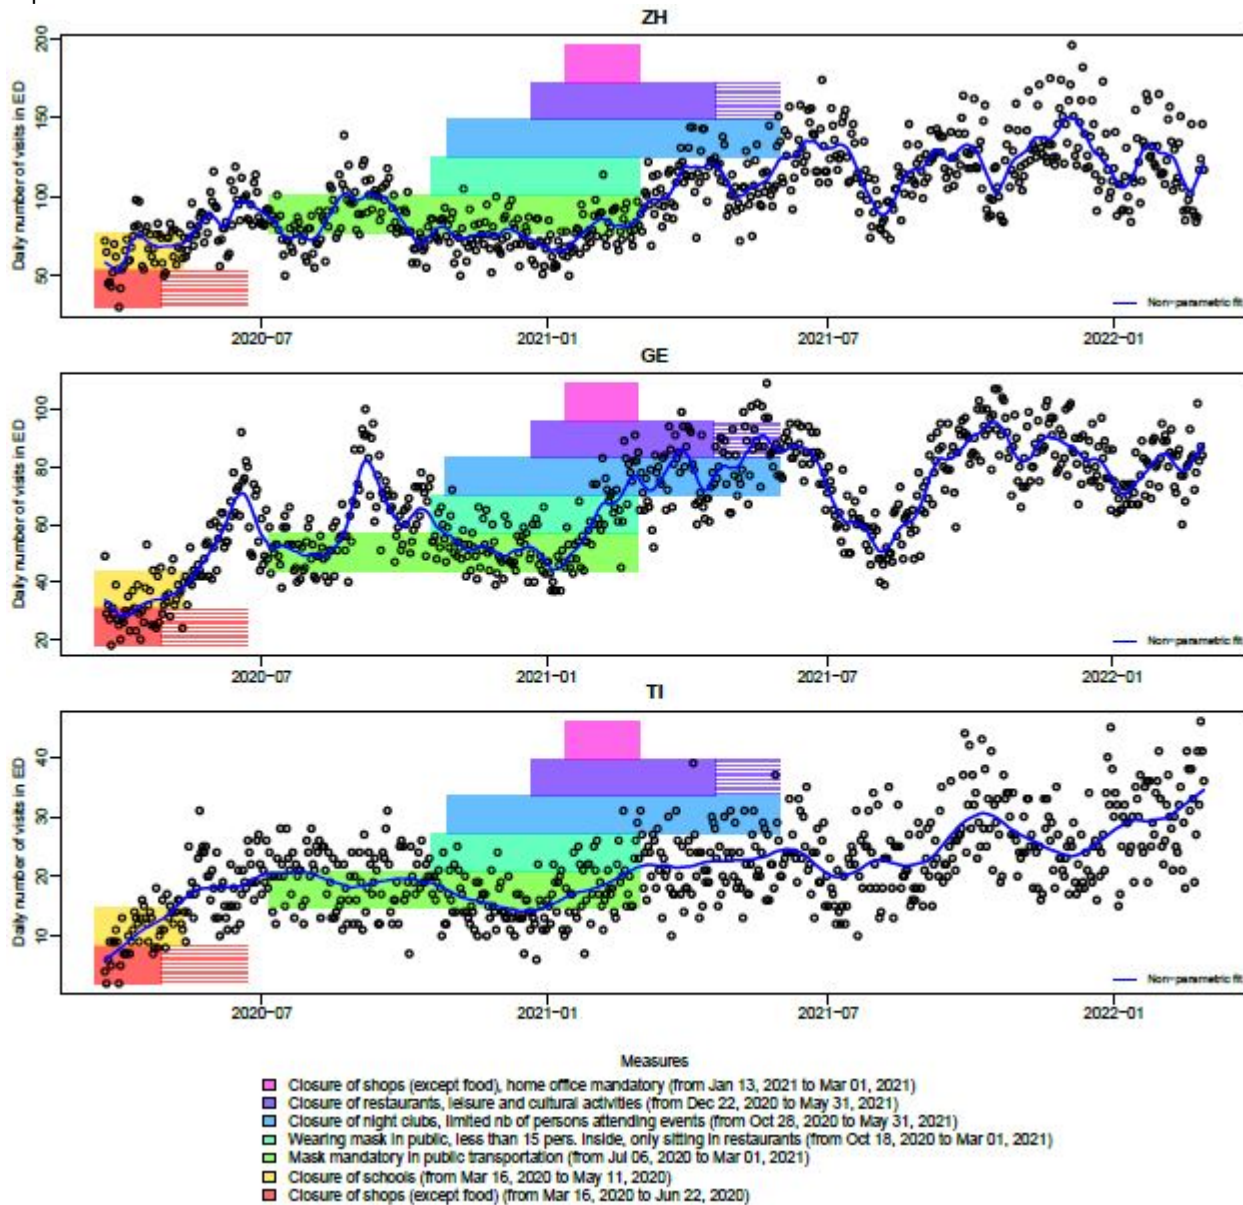 ZH
Daily number of visits in ED
200
150
100
50
Non-parametric fit
2020-07
2021-01
2021-07
2022-01
GE
Daily number of visits in ED
100
80
60
40
20
Non-parametric fit
2020-07
2021-01
2021-07
2022-01
TI
Daily number of visits in ED
40
30
20
10
Non-parametric fit
2020-07
2021-01
2021-07
2022-01
Measures
Closure of shops (except food), home office mandatory (from Jan 13, 2021 to Mar 01, 2021)
Closure of restaurants, leisure and cultural activities (from Dec 22, 2020 to May 31, 2021)
Closure of night clubs, limited nb of persons attending events (from Oct 28, 2020 to May 31, 2021)
Wearing mask in public, less than 15 pers. Inside, only sitting in restaurants (from Oct 18, 2020 to Mar 01, 2021)
Mask mandatory in public transportation (from Jul 06, 2020 to Mar 01, 2021)
Closure of schools (from Mar 16, 2020 to May 11, 2020)
Closure of shops (except food) (from Mar 16, 2020 to Jun 22, 2020)